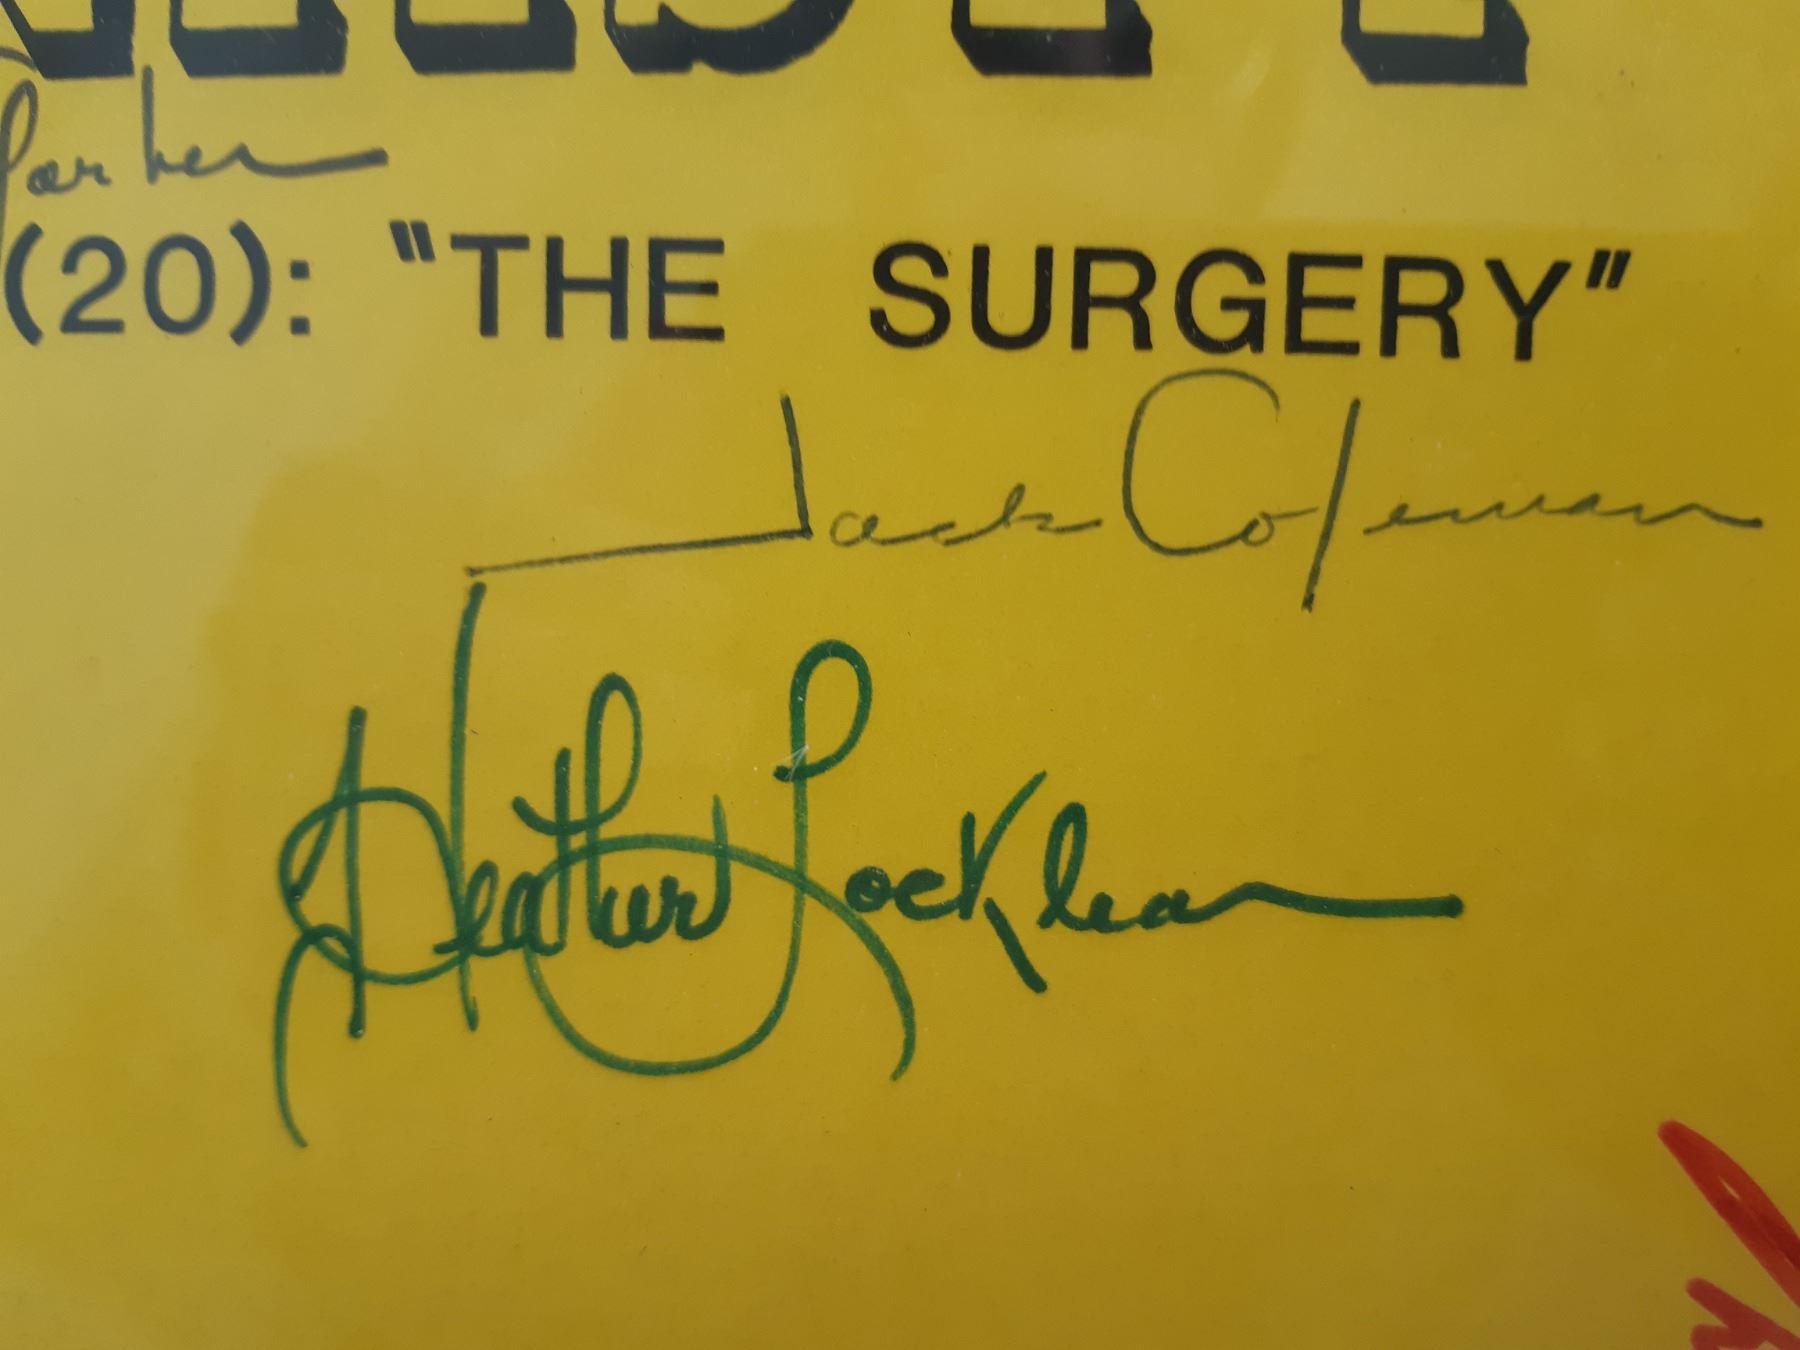 Parker
(20): "THE SURGERY"
Jack Coleman
Heather Locklear